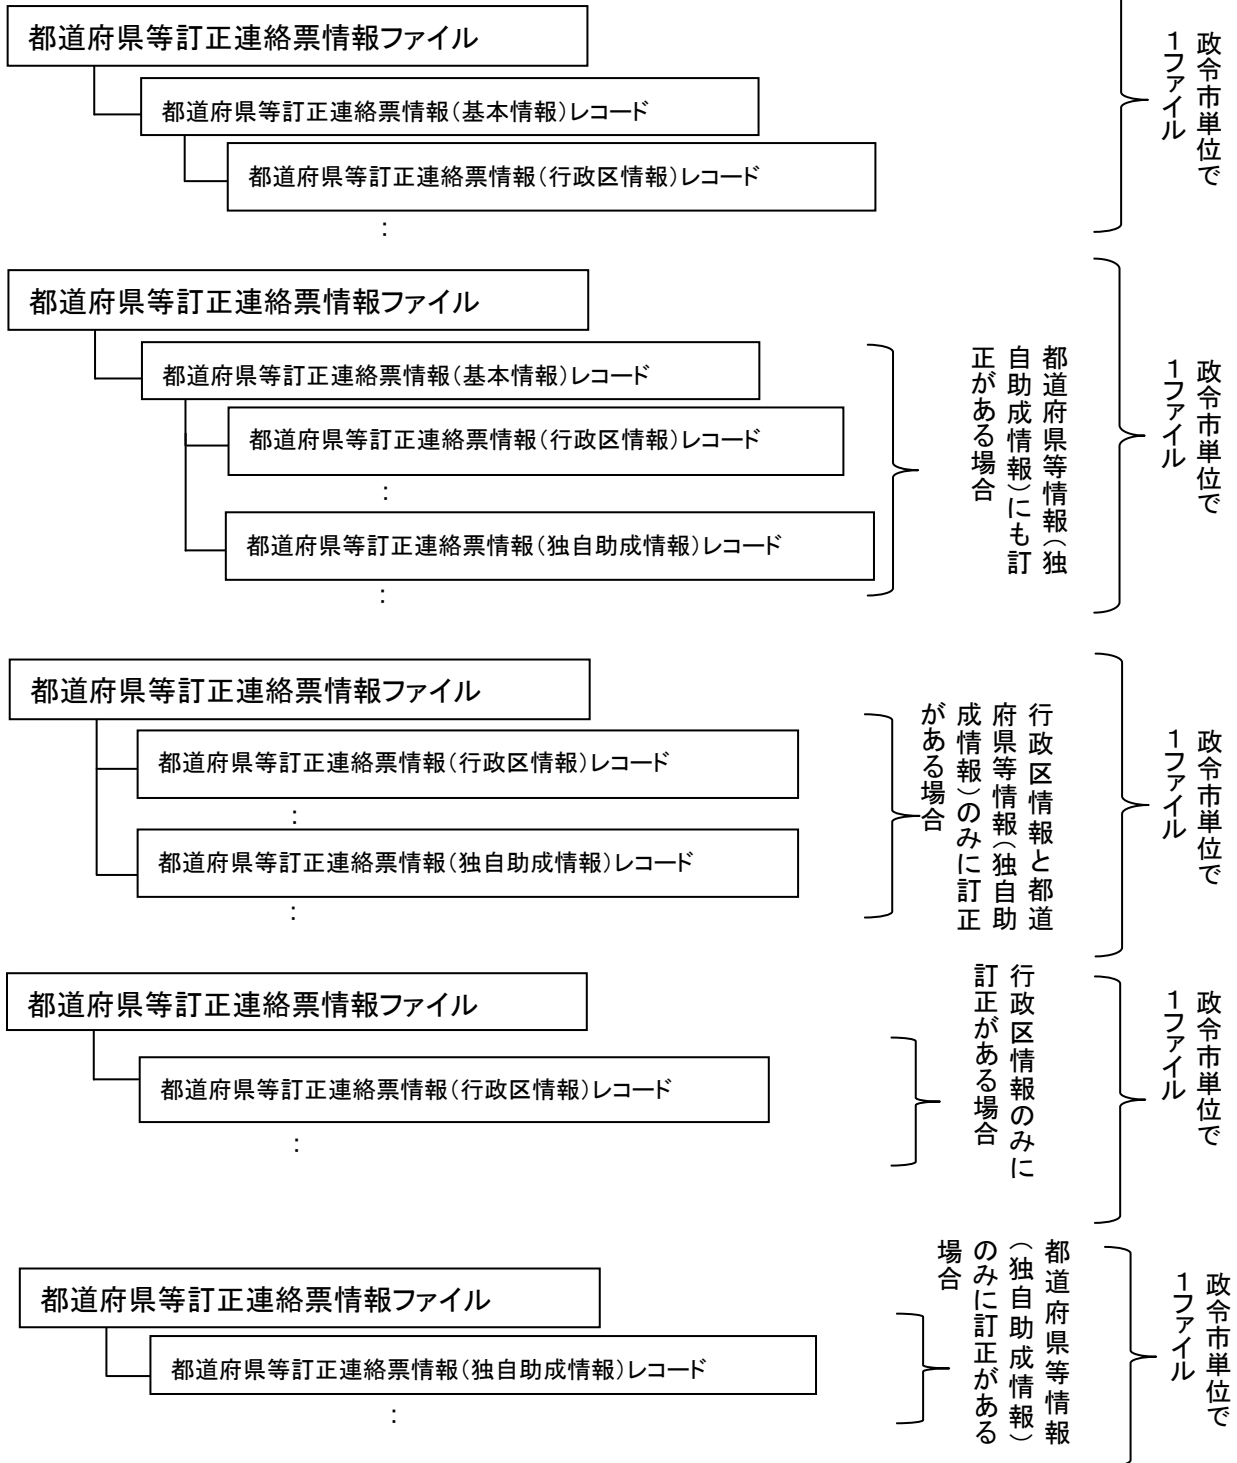 都道府県等訂正連絡票情報ファイル
都道府県等訂正連絡票情報(基本情報)レコード
都道府県等訂正連絡票情報(行政区情報)レコード
:
政令市単位で
1ファイル
都道府県等訂正連絡票情報ファイル
都道府県等訂正連絡票情報(基本情報)レコード
都道府県等訂正連絡票情報(行政区情報)レコード
:
都道府県等訂正連絡票情報(独自助成情報)レコード
:
都道府県等情報(独
自助成情報)にも訂
正がある場合
政令市単位で
1ファイル
都道府県等訂正連絡票情報ファイル
都道府県等訂正連絡票情報(行政区情報)レコード
:
都道府県等訂正連絡票情報(独自助成情報)レコード
:
行政区情報と都道
府県等情報(独自助
成情報)のみに訂正
がある場合
政令市単位で
1ファイル
都道府県等訂正連絡票情報ファイル
都道府県等訂正連絡票情報(行政区情報)レコード
:
行政区情報のみに
訂正がある場合
政令市単位で
1ファイル
都道府県等訂正連絡票情報ファイル
都道府県等訂正連絡票情報(独自助成情報)レコード
:
都道府県等情報
(独自助成情報)
のみに訂正がある
場合
政令市単位で
1ファイル